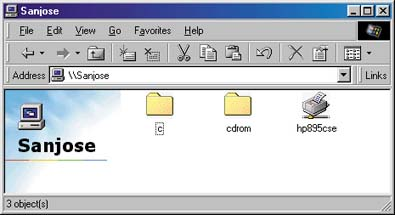 Sanjose
File Edit View Go Favorites Help
Address \\Sanjose Links
Sanjose
c cdrom hp895cse
3 object(s)